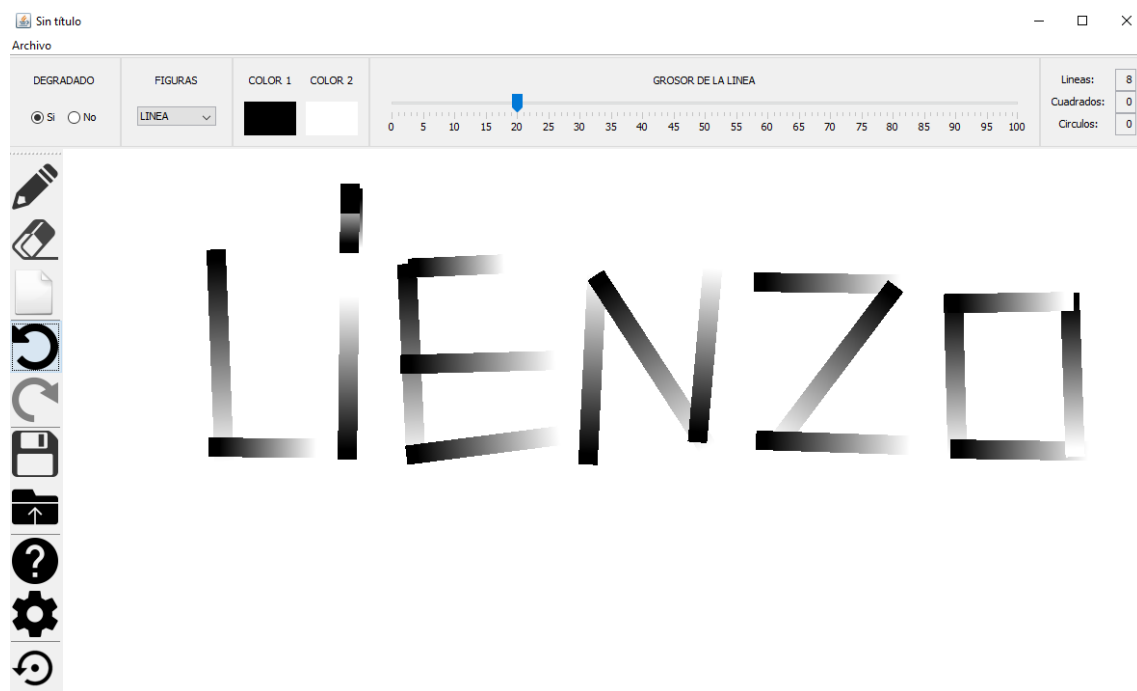 Sin título
Archivo
DEGRADADO FIGURAS COLOR 1 COLOR 2 GROSOR DE LA LINEA Lineas: 8
Si No LINEA Cuadrados: 0
0 5 10 15 20 25 30 35 40 45 50 55 60 65 70 75 80 85 90 95 100 Circulos: 0
LiENZO
?